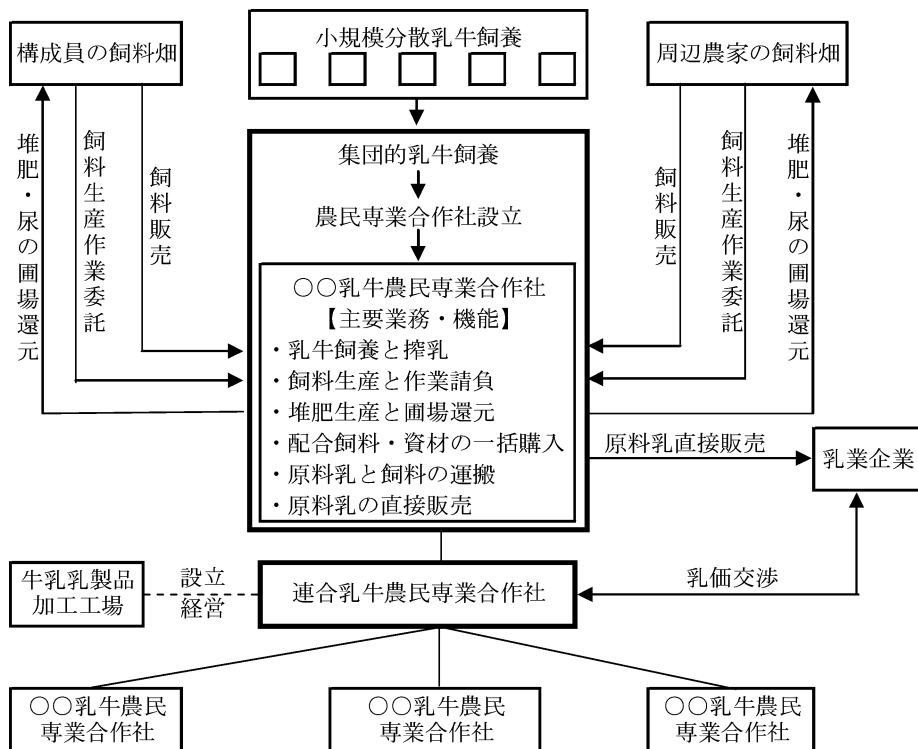 小規模分散乳牛飼養
構成員の飼料畑
周辺農家の飼料畑
堆肥・尿の圃場還元
飼料生産作業委託
飼料販売
集団的乳牛飼養
農民専業合作社設立
〇〇乳牛農民専業合作社
【主要業務・機能】
・乳牛飼養と搾乳
・飼料生産と作業請負
・堆肥生産と圃場還元
・配合飼料・資材の一括購入
・原料乳と飼料の運搬
・原料乳の直接販売
飼料販売
飼料生産作業委託
堆肥・尿の圃場還元
原料乳直接販売
乳業企業
牛乳乳製品
加工工場
設立
経営
連合乳牛農民専業合作社
乳価交渉
〇〇乳牛農民
専業合作社
〇〇乳牛農民
専業合作社
〇〇乳牛農民
専業合作社